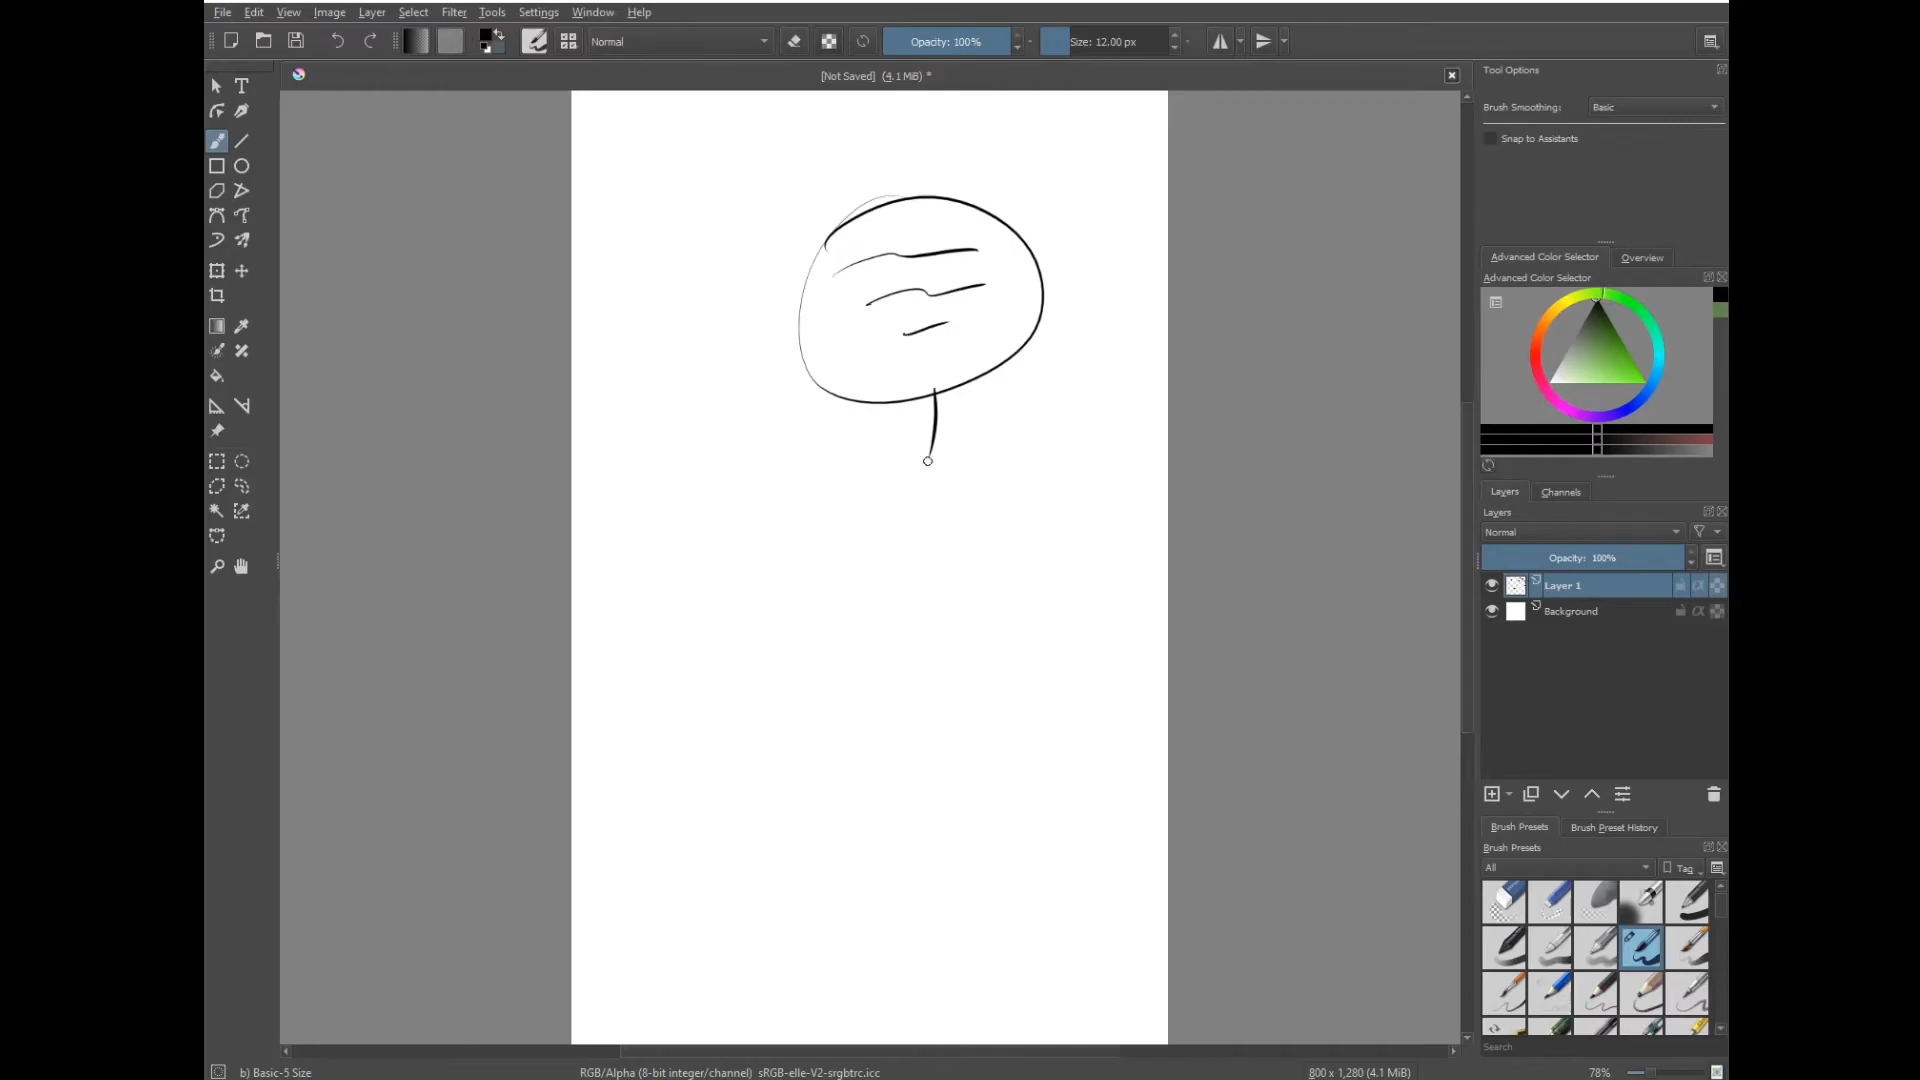 File Edit View Image Layer Select Filter Tools Settings Window Help
Normal Opacity: 100% Size: 12.00 px
[Not Saved] (4.1 MiB) *
Tool Options
Brush Smoothing: Basic
Snap to Assistants
Advanced Color Selector Overview
Advanced Color Selector
Layers Channels
Layers
Normal
Opacity: 100%
Layer 1
Background
Brush Presets Brush Preset History
Brush Presets
All Tag
Search
b) Basic-5 Size RGB/Alpha (8-bit integer/channel) sRGB-elle-V2-srgbtrc.icc 800 x 1,280 (4.1 MiB) 78%